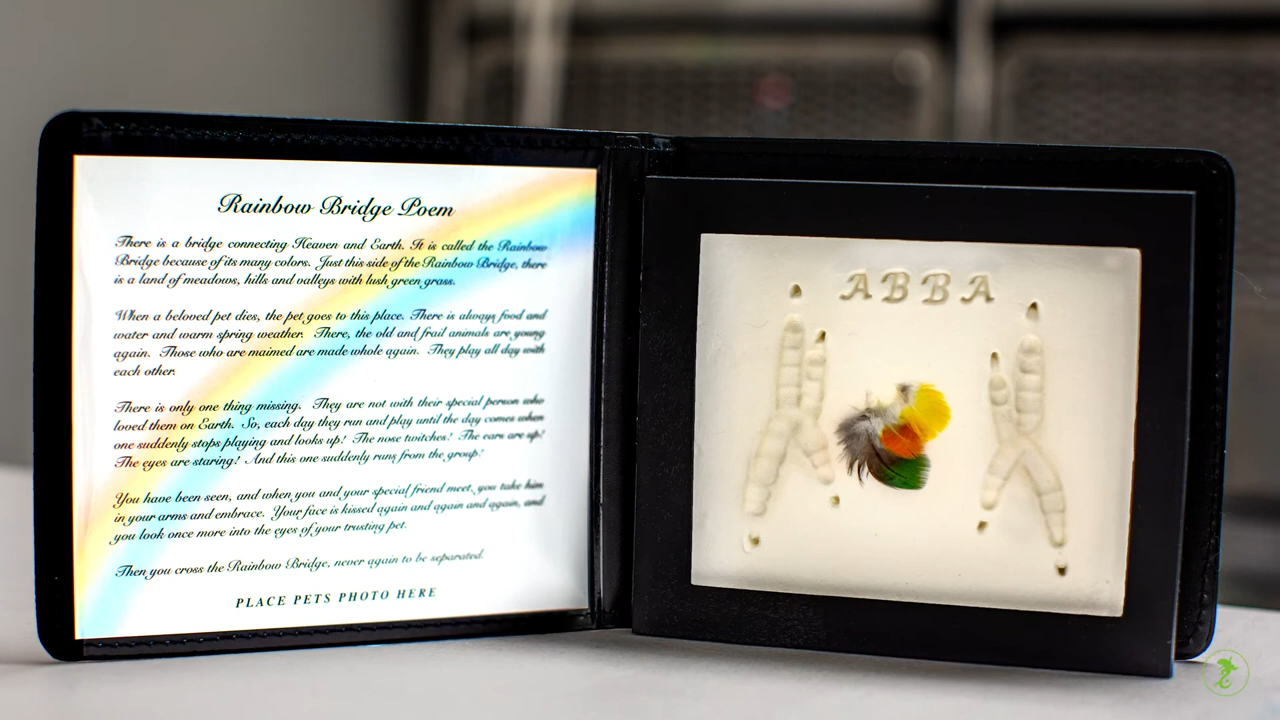 Rainbow Bridge Poem
There is a bridge connecting Heaven and Earth. It is called the Rainbow
Bridge because of its many colors. Just this side of the Rainbow Bridge, there
is a land of meadows, hills and valleys with lush green grass.
When a beloved pet dies, the pet goes to this place. There is always food and
water and warm spring weather. There, the old and frail animals are young
again. Those who are maimed are made whole again. They play all day with
each other.
There is only one thing missing. They are not with their special person who
loved them on Earth. So, each day they run and play until the day comes when
one suddenly stops playing and looks up! The nose twitches! The ears are up!
The eyes are staring! And this one suddenly runs from the group!
You have been seen, and when you and your special friend meet, you take him
in your arms and embrace. Your face is kissed again and again and again, and
you look once more into the eyes of your trusting pet.
Then you cross the Rainbow Bridge, never again to be separated.
PLACE PETS PHOTO HERE
ABBA